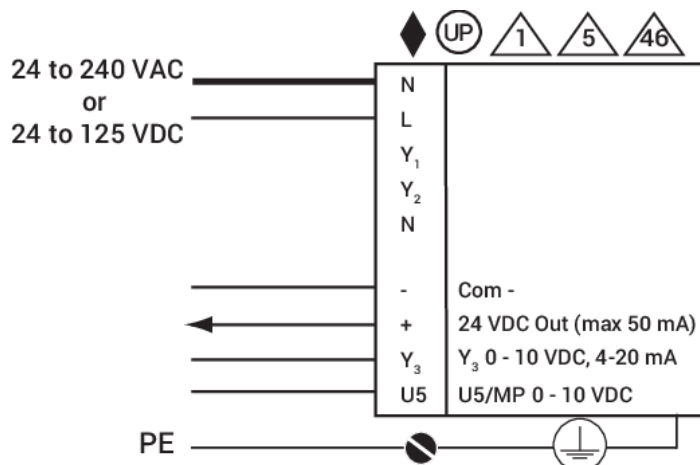 UP 1 5 46
24 to 240 VAC
or
24 to 125 VDC
N
L
Y1
Y2
N
- Com -
+ 24 VDC Out (max 50 mA)
Y3 Y3 0 - 10 VDC, 4-20 mA
U5 U5/MP 0 - 10 VDC
PE